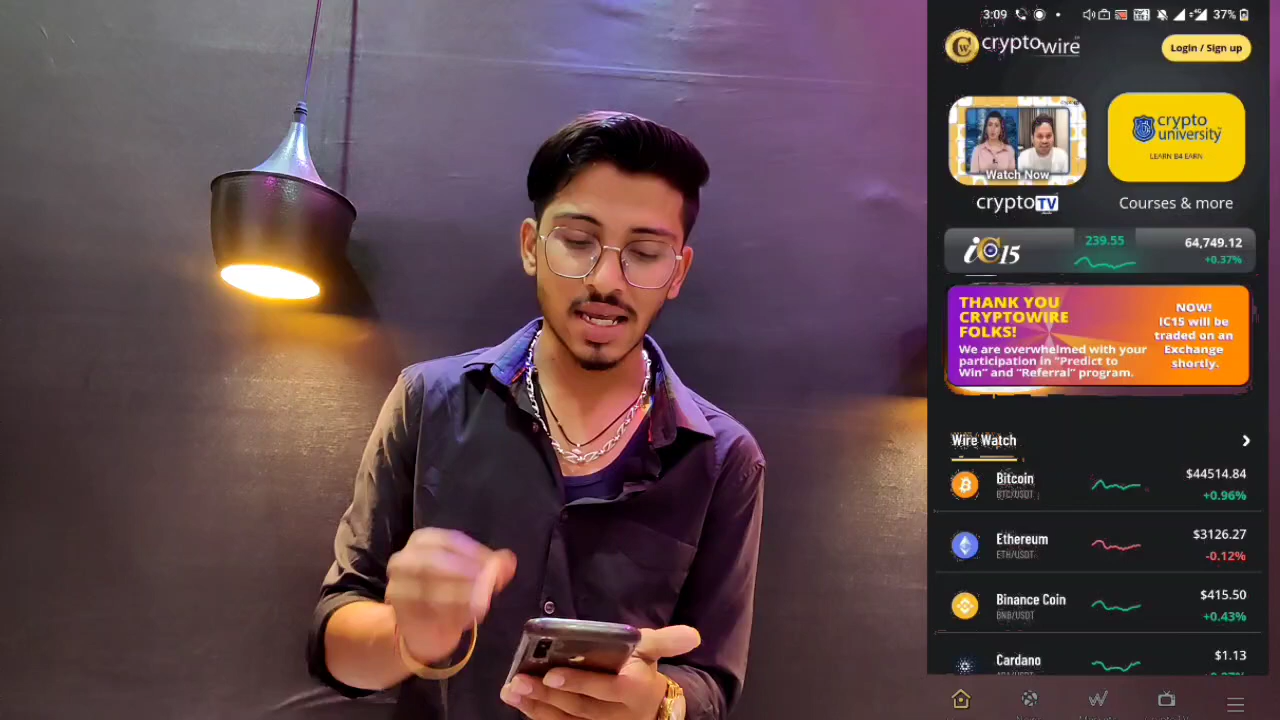 3:09
37%
cryptowire
Login / Sign up
Watch Now
cryptoTV
crypto university
LEARN B4 EARN
Courses & more
iC15
239.55
64,749.12
+0.37%
THANK YOU
CRYPTOWIRE
FOLKS!
We are overwhelmed with your
participation in "Predict to
Win" and "Referral" program.
NOW!
IC15 will be
traded on an
Exchange
shortly.
Wire Watch
Bitcoin
BTC/USDT
$44514.84
+0.96%
Ethereum
ETH/USDT
$3126.27
-0.12%
Binance Coin
BNB/USDT
$415.50
+0.43%
Cardano
$1.13